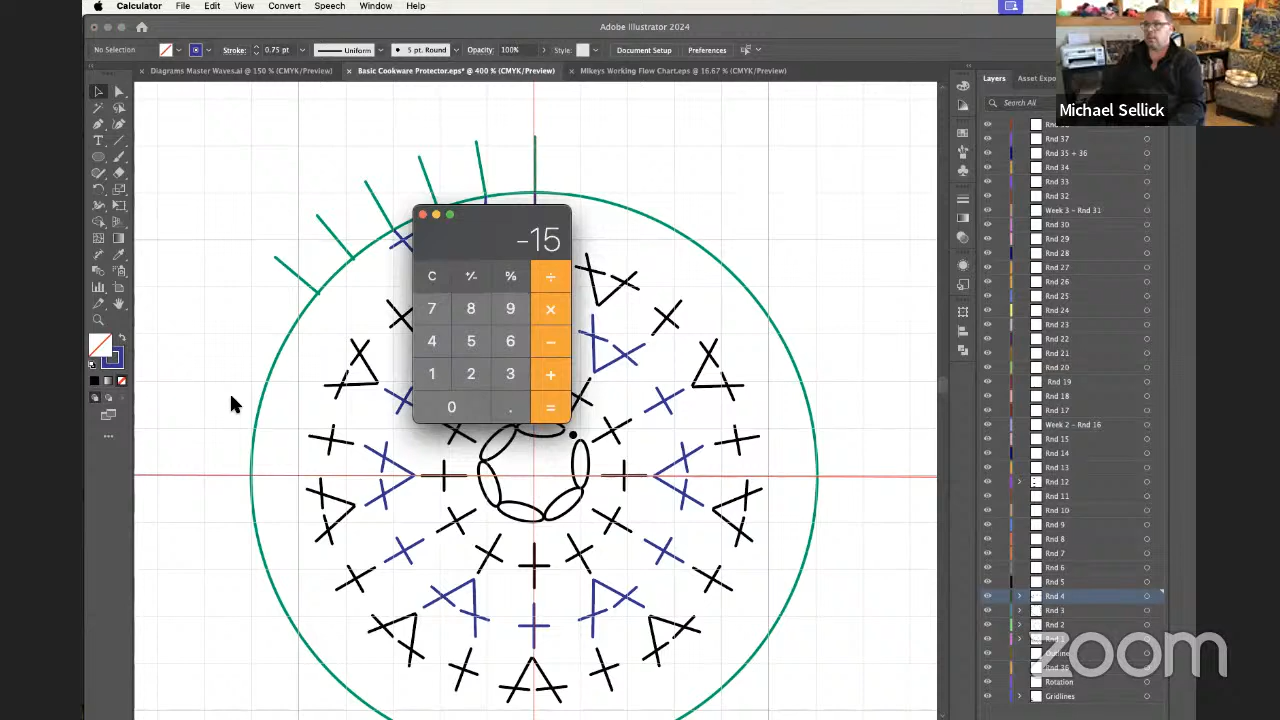 Calculator File Edit View Convert Speech Window Help
Adobe Illustrator 2024
No Selection Stroke: 0.75 pt Uniform 5 pt. Round Opacity: 100% Style: Document Setup Preferences
Diagrams Master Waves.ai @ 150 % (CMYK/Preview) Basic Cookware Protector.eps* @ 400 % (CMYK/Preview) Mikeys Working Flow Chart.eps @ 16.67 % (CMYK/Preview)
Layers Asset Expo
Search All
Michael Sellick
-15
C +/- % ÷
7 8 9 ×
4 5 6 −
1 2 3 +
0 . =
Rnd 37
Rnd 35 + 36
Rnd 34
Rnd 33
Rnd 32
Week 3 - Rnd 31
Rnd 30
Rnd 29
Rnd 28
Rnd 27
Rnd 26
Rnd 25
Rnd 24
Rnd 23
Rnd 22
Rnd 21
Rnd 20
Rnd 19
Rnd 18
Rnd 17
Week 2 - Rnd 16
Rnd 15
Rnd 14
Rnd 13
Rnd 12
Rnd 11
Rnd 10
Rnd 9
Rnd 8
Rnd 7
Rnd 6
Rnd 5
Rnd 4
Rnd 3
Rnd 2
Rnd 1
Outline
Rotation
Gridlines
zoom